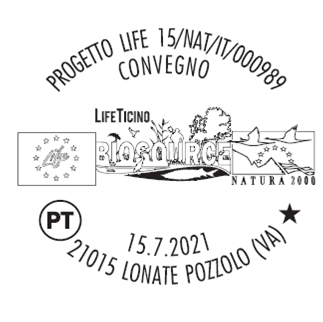 PROGETTO LIFE 15/NAT/IT/000989
CONVEGNO
LIFETICINO
Life
BIOSOURCE
NATURA 2000
PT
15.7.2021
21015 LONATE POZZOLO (VA)